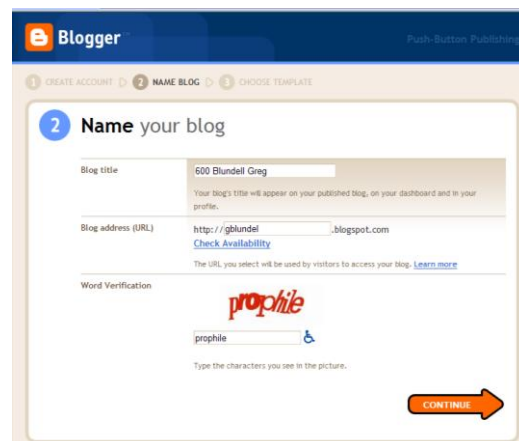 Blogger™
Push-Button Publishing
1 CREATE ACCOUNT 2 NAME BLOG 3 CHOOSE TEMPLATE
2 Name your blog
Blog title
600 Blundell Greg
Your blog's title will appear on your published blog, on your dashboard and in your
profile.
Blog address (URL)
http:// gblundel .blogspot.com
Check Availability
The URL you select will be used by visitors to access your blog. Learn more
Word Verification
prophile
prophile
Type the characters you see in the picture.
CONTINUE